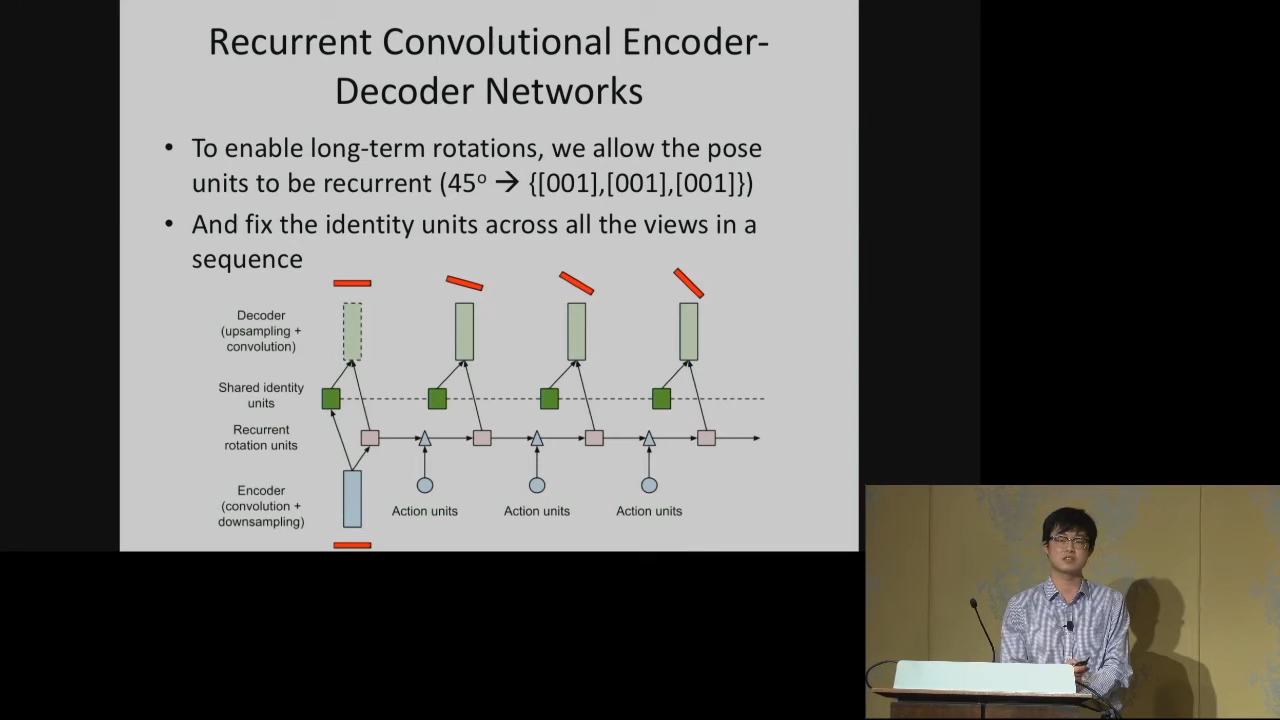 Recurrent Convolutional Encoder-
Decoder Networks
• To enable long-term rotations, we allow the pose
units to be recurrent (45º → {[001],[001],[001]})
• And fix the identity units across all the views in a
sequence
Decoder
(upsampling +
convolution)
Shared identity
units
Recurrent
rotation units
Encoder
(convolution +
downsampling)
Action units
Action units
Action units